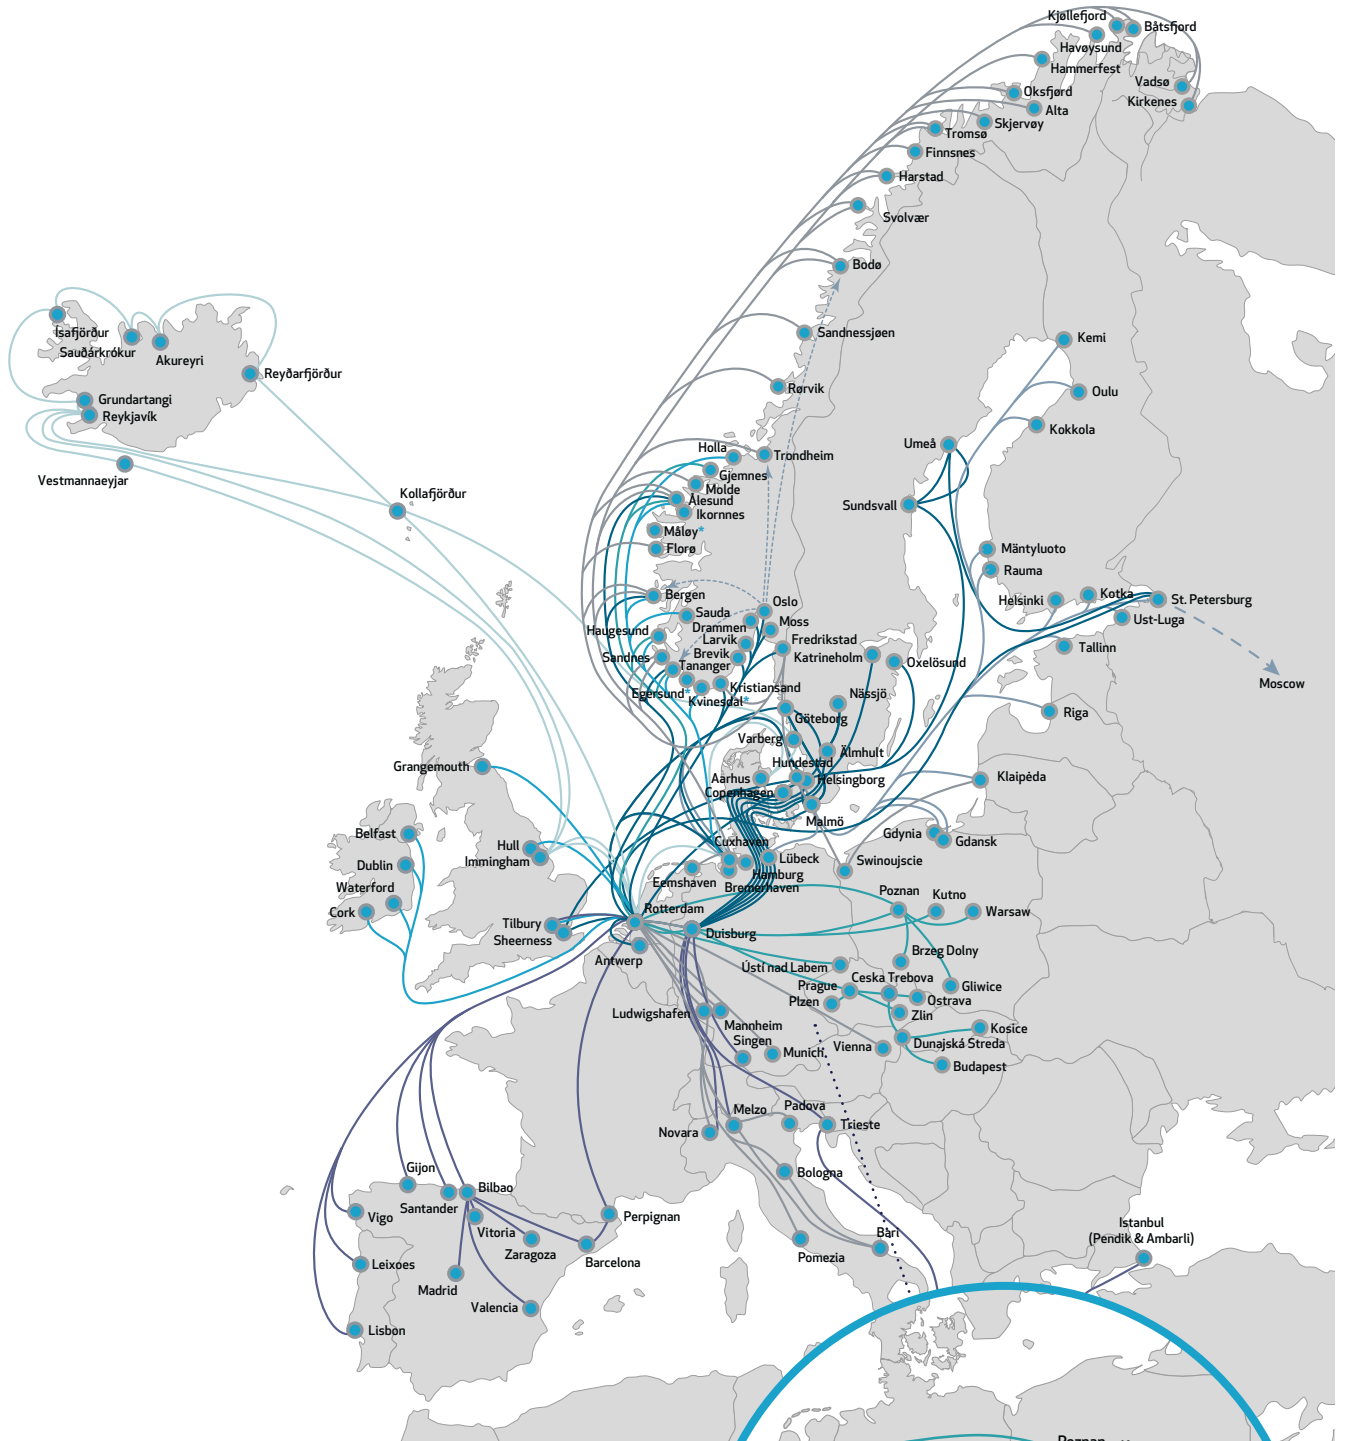 Kjøllefjord
Båtsfjord
Havøysund
Hammerfest
Vadsø
Kirkenes
Oksfjørd
Alta
Skjervøy
Tromsø
Finnsnes
Harstad
Svolvær
Bodø
Sandnessjøen
Rørvik
Ísafjörður
Sauðárkrókur
Akureyri
Reyðarfjörður
Grundartangi
Reykjavík
Vestmannaeyjar
Kollafjörður
Kemi
Oulu
Kokkola
Umeå
Sundsvall
Holla
Trondheim
Gjemnes
Molde
Ålesund
Ikornnes
Måløy*
Florø
Mäntyluoto
Rauma
Helsinki
Kotka
St. Petersburg
Ust-Luga
Tallinn
Moscow
Riga
Bergen
Sauda
Oslo
Drammen
Moss
Haugesund
Larvik
Fredrikstad
Brevik
Katrineholm
Sandnes
Tananger
Oxelösund
Egersund*
Kristiansand
Kvinesdal*
Nässjö
Göteborg
Varberg
Älmhult
Hundestad
Aarhus
Helsingborg
Copenhagen
Klaipėda
Malmö
Grangemouth
Gdynia
Gdansk
Belfast
Hull
Immingham
Cuxhaven
Lübeck
Swinoujscie
Dublin
Hamburg
Eemshaven
Bremerhaven
Waterford
Cork
Poznan
Kutno
Warsaw
Rotterdam
Tilbury
Sheerness
Duisburg
Antwerp
Brzeg Dolny
Ústí nad Labem
Ceska Trebova
Prague
Gliwice
Plzen
Ostrava
Zlin
Ludwigshafen
Mannheim
Singen
Munich
Vienna
Kosice
Dunajská Streda
Budapest
Melzo
Padova
Novara
Trieste
Bologna
Gijon
Bilbao
Santander
Vigo
Vitoria
Zaragoza
Perpignan
Barcelona
Pomezia
Bari
Istanbul
(Pendik & Ambarli)
Leixoes
Madrid
Valencia
Lisbon